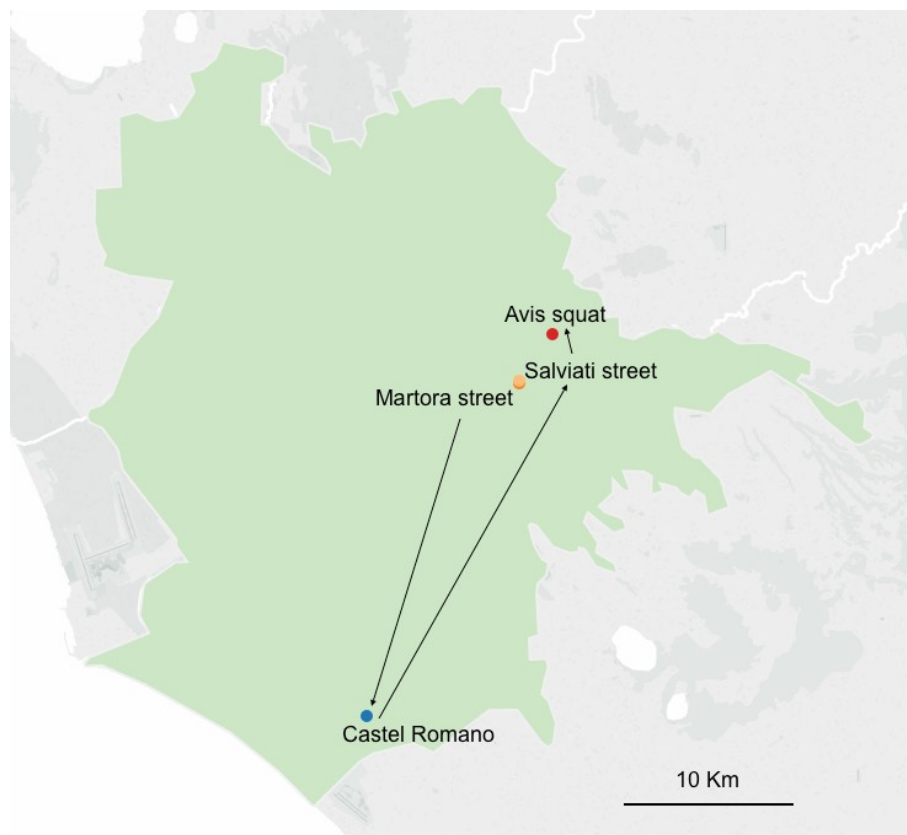 Avis squat
Salviati street
Martora street
Castel Romano
10 Km